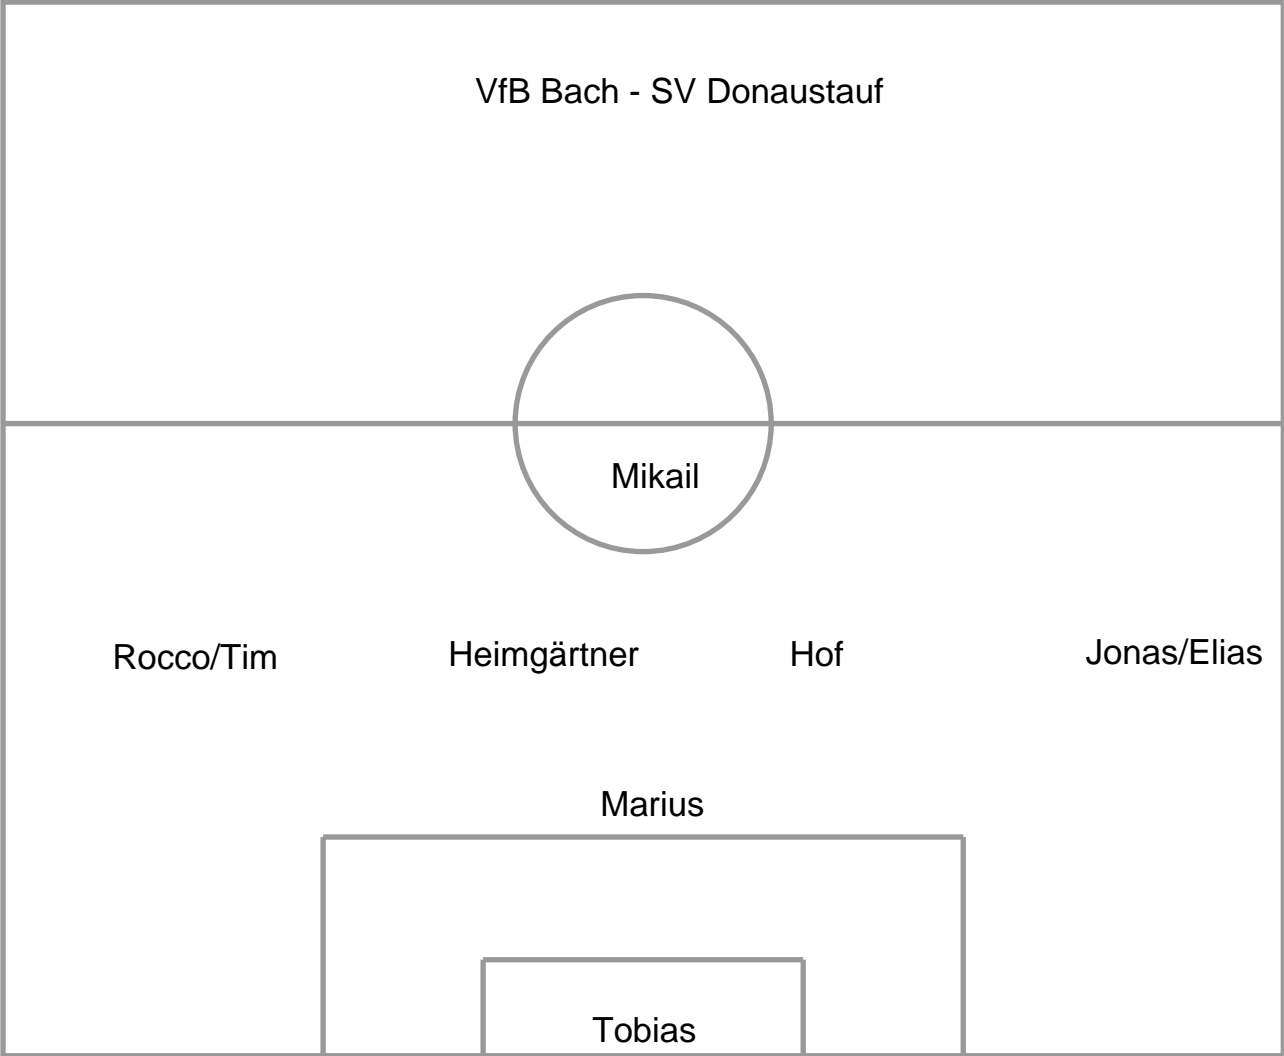 VfB Bach - SV Donaustauf
Mikail
Rocco/Tim Heimgärtner Hof Jonas/Elias
Marius
Tobias